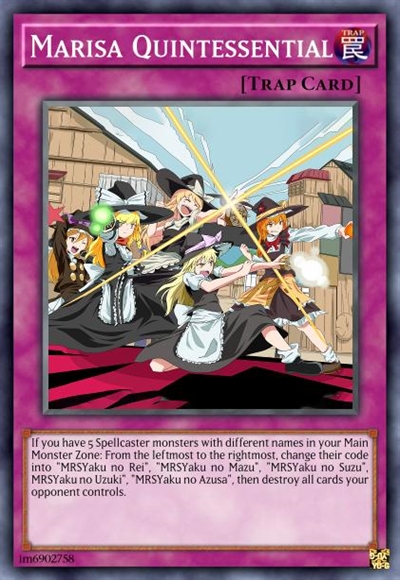 MARISA QUINTESSENTIAL
TRAP
罠
[TRAP CARD]
If you have 5 Spellcaster monsters with different names in your Main
Monster Zone: From the leftmost to the rightmost, change their code
into "MRSYaku no Rei", "MRSYaku no Mazu", "MRSYaku no Suzu",
MRSYaku no Uzuki", "MRSYaku no Azusa", then destroy all cards your
opponent controls.
im6902758